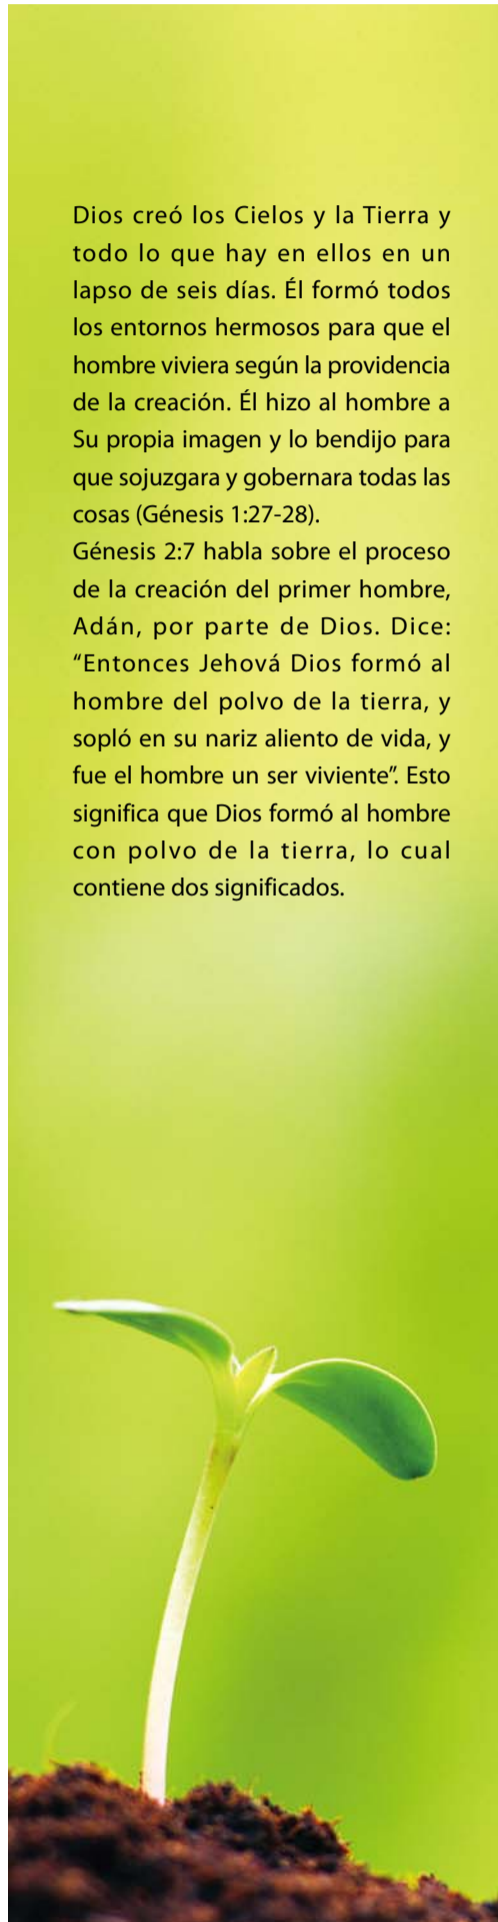 Dios creó los Cielos y la Tierra y
todo lo que hay en ellos en un
lapso de seis días. Él formó todos
los entornos hermosos para que el
hombre viviera según la providencia
de la creación. Él hizo al hombre a
Su propia imagen y lo bendijo para
que sojuzgara y gobernara todas las
cosas (Génesis 1:27-28).
Génesis 2:7 habla sobre el proceso
de la creación del primer hombre,
Adán, por parte de Dios. Dice:
“Entonces Jehová Dios formó al
hombre del polvo de la tierra, y
sopló en su nariz aliento de vida, y
fue el hombre un ser viviente”. Esto
significa que Dios formó al hombre
con polvo de la tierra, lo cual
contiene dos significados.